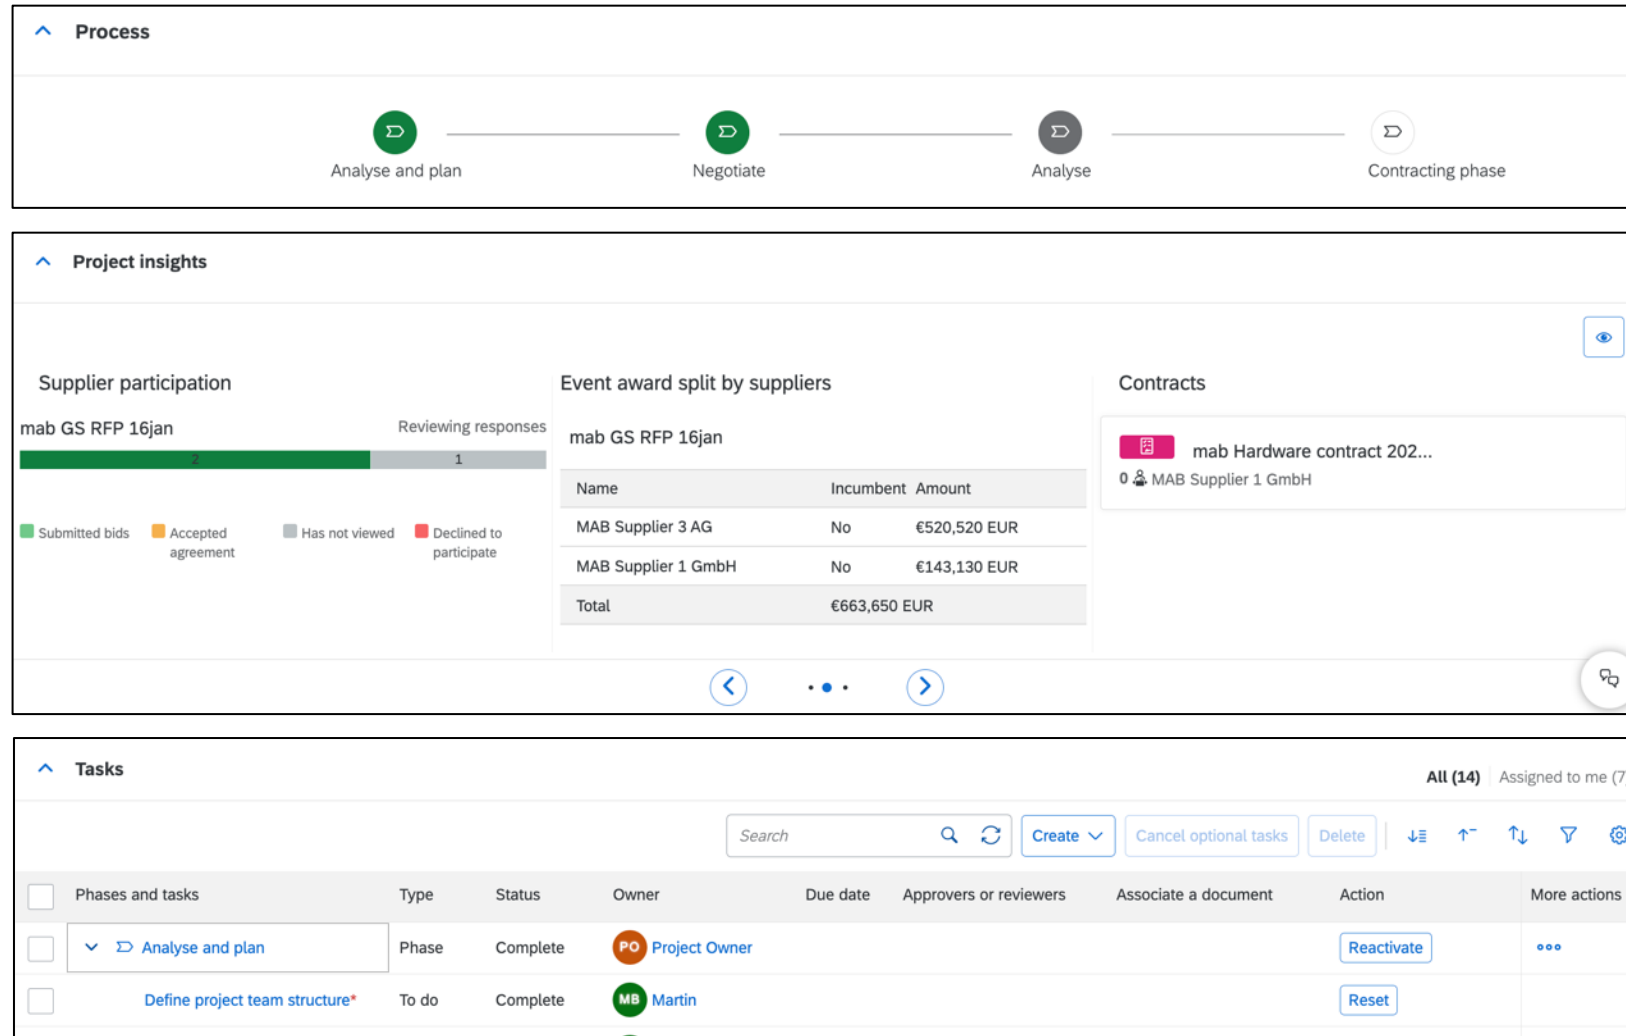 Process
Analyse and plan
Negotiate
Analyse
Contracting phase
Project insights
Supplier participation
Event award split by suppliers
Contracts
mab GS RFP 16jan
Reviewing responses
2
1
Submitted bids
Accepted agreement
Has not viewed
Declined to participate
mab GS RFP 16jan
Name Incumbent Amount
MAB Supplier 3 AG No €520,520 EUR
MAB Supplier 1 GmbH No €143,130 EUR
Total €663,650 EUR
mab Hardware contract 202...
0 MAB Supplier 1 GmbH
Tasks
All (14) Assigned to me (7
Search Create Cancel optional tasks Delete
Phases and tasks Type Status Owner Due date Approvers or reviewers Associate a document Action More actions
Analyse and plan Phase Complete PO Project Owner Reactivate
Define project team structure* To do Complete MB Martin Reset